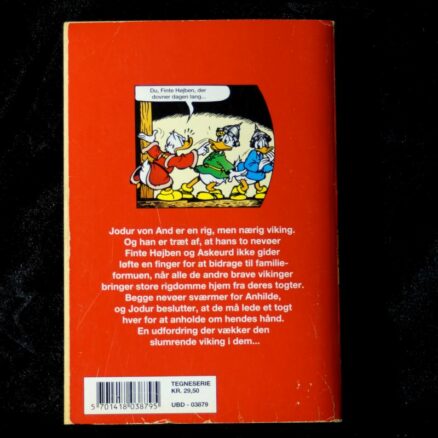 Du, Finte Højben, der
dovner dagen lang...
Jodur von And er en rig, men nærig viking.
Og han er træt af, at hans to nevøer
Finte Højben og Askeurd ikke gider
løfte en finger for at bidrage til familie-
formuen, når alle de andre brave vikinger
bringer store rigdomme hjem fra deres togter.
Begge nevøer sværmer for Anhilde,
og Jodur beslutter, at de må lede et togt
hver for at anholde om hendes hånd.
En udfordring der vækker den
slumrende viking i dem...
TEGNESERIE
KR. 29,50
UBD - 03879
5 701418 038795